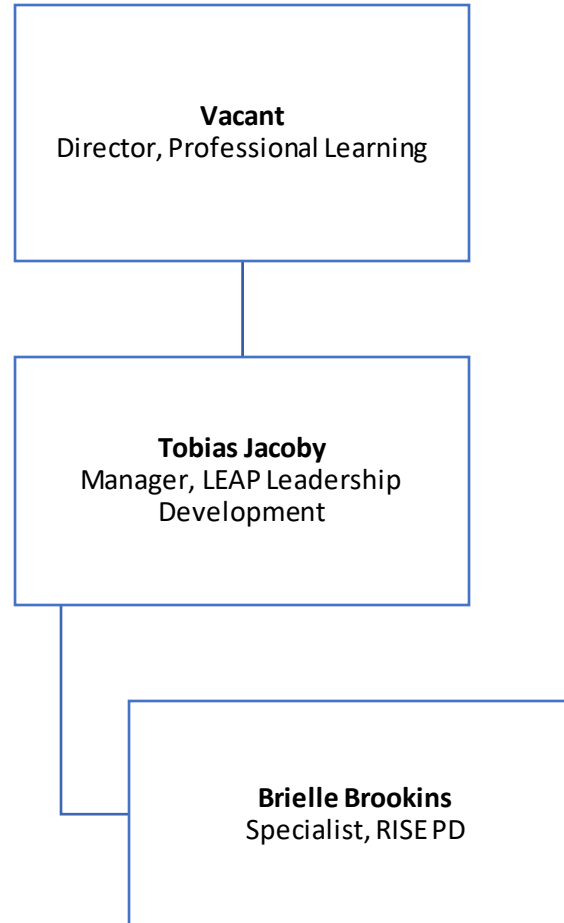 Vacant
Director, Professional Learning
Tobias Jacoby
Manager, LEAP Leadership
Development
Brielle Brookins
Specialist, RISE PD